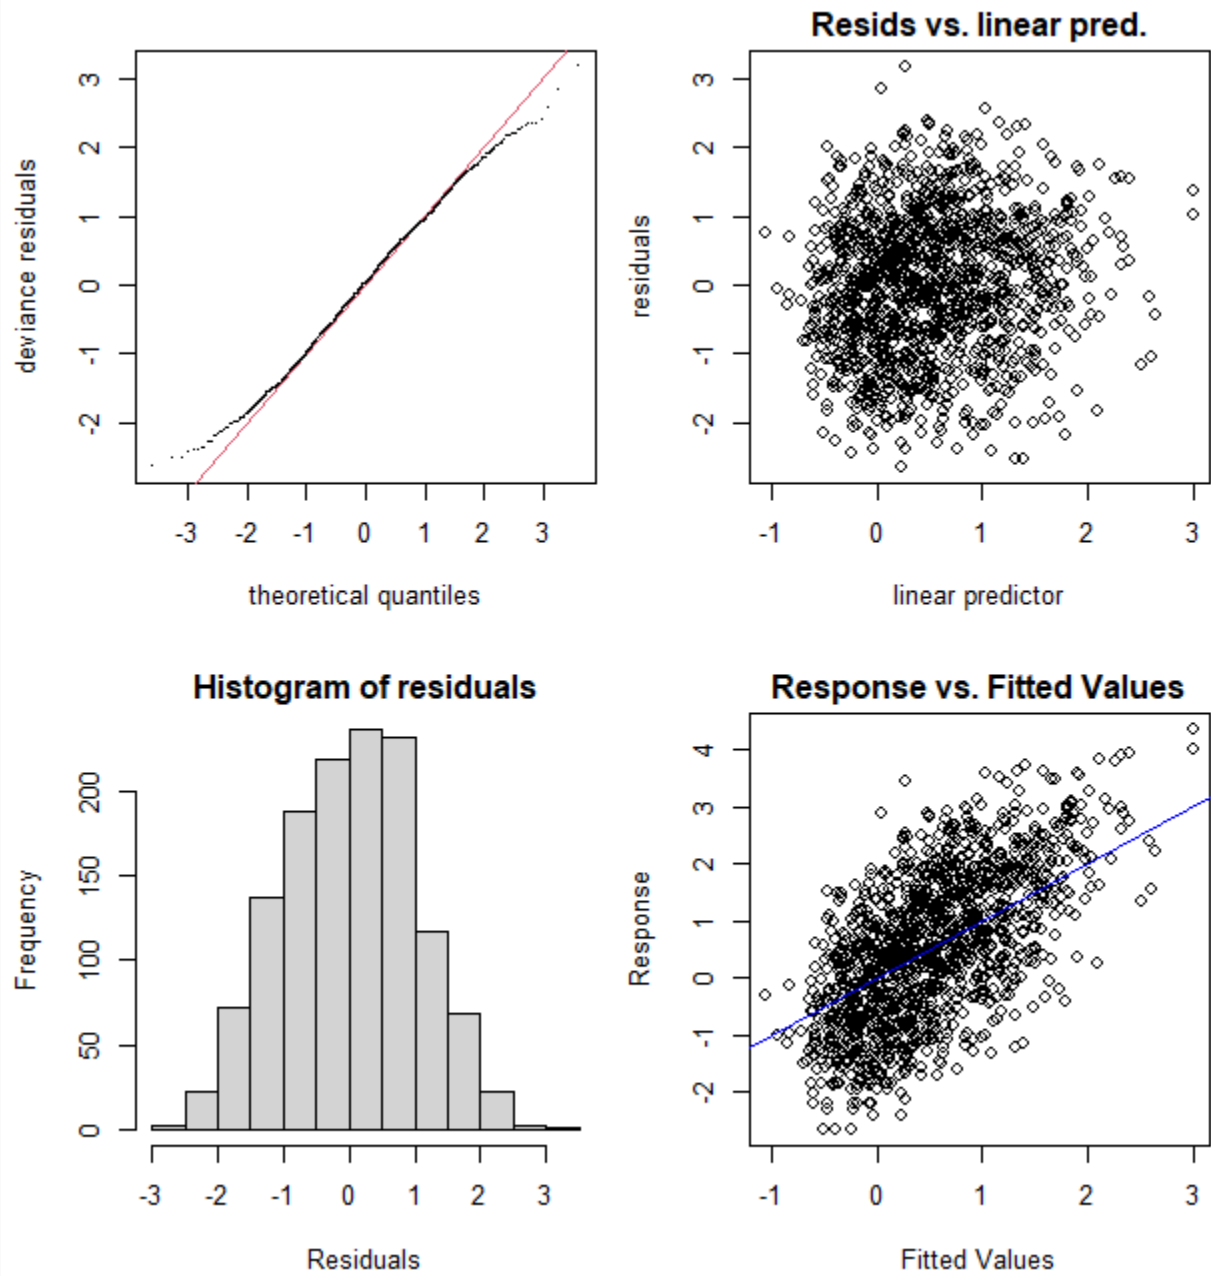 3
2
1
0
-1
-2
deviance residuals
-3 -2 -1 0 1 2 3
theoretical quantiles
Resids vs. linear pred.
3
2
1
0
-1
-2
residuals
-1 0 1 2 3
linear predictor
Histogram of residuals
200
150
100
50
0
Frequency
-3 -2 -1 0 1 2 3
Residuals
Response vs. Fitted Values
4
3
2
1
0
-1
-2
Response
-1 0 1 2 3
Fitted Values